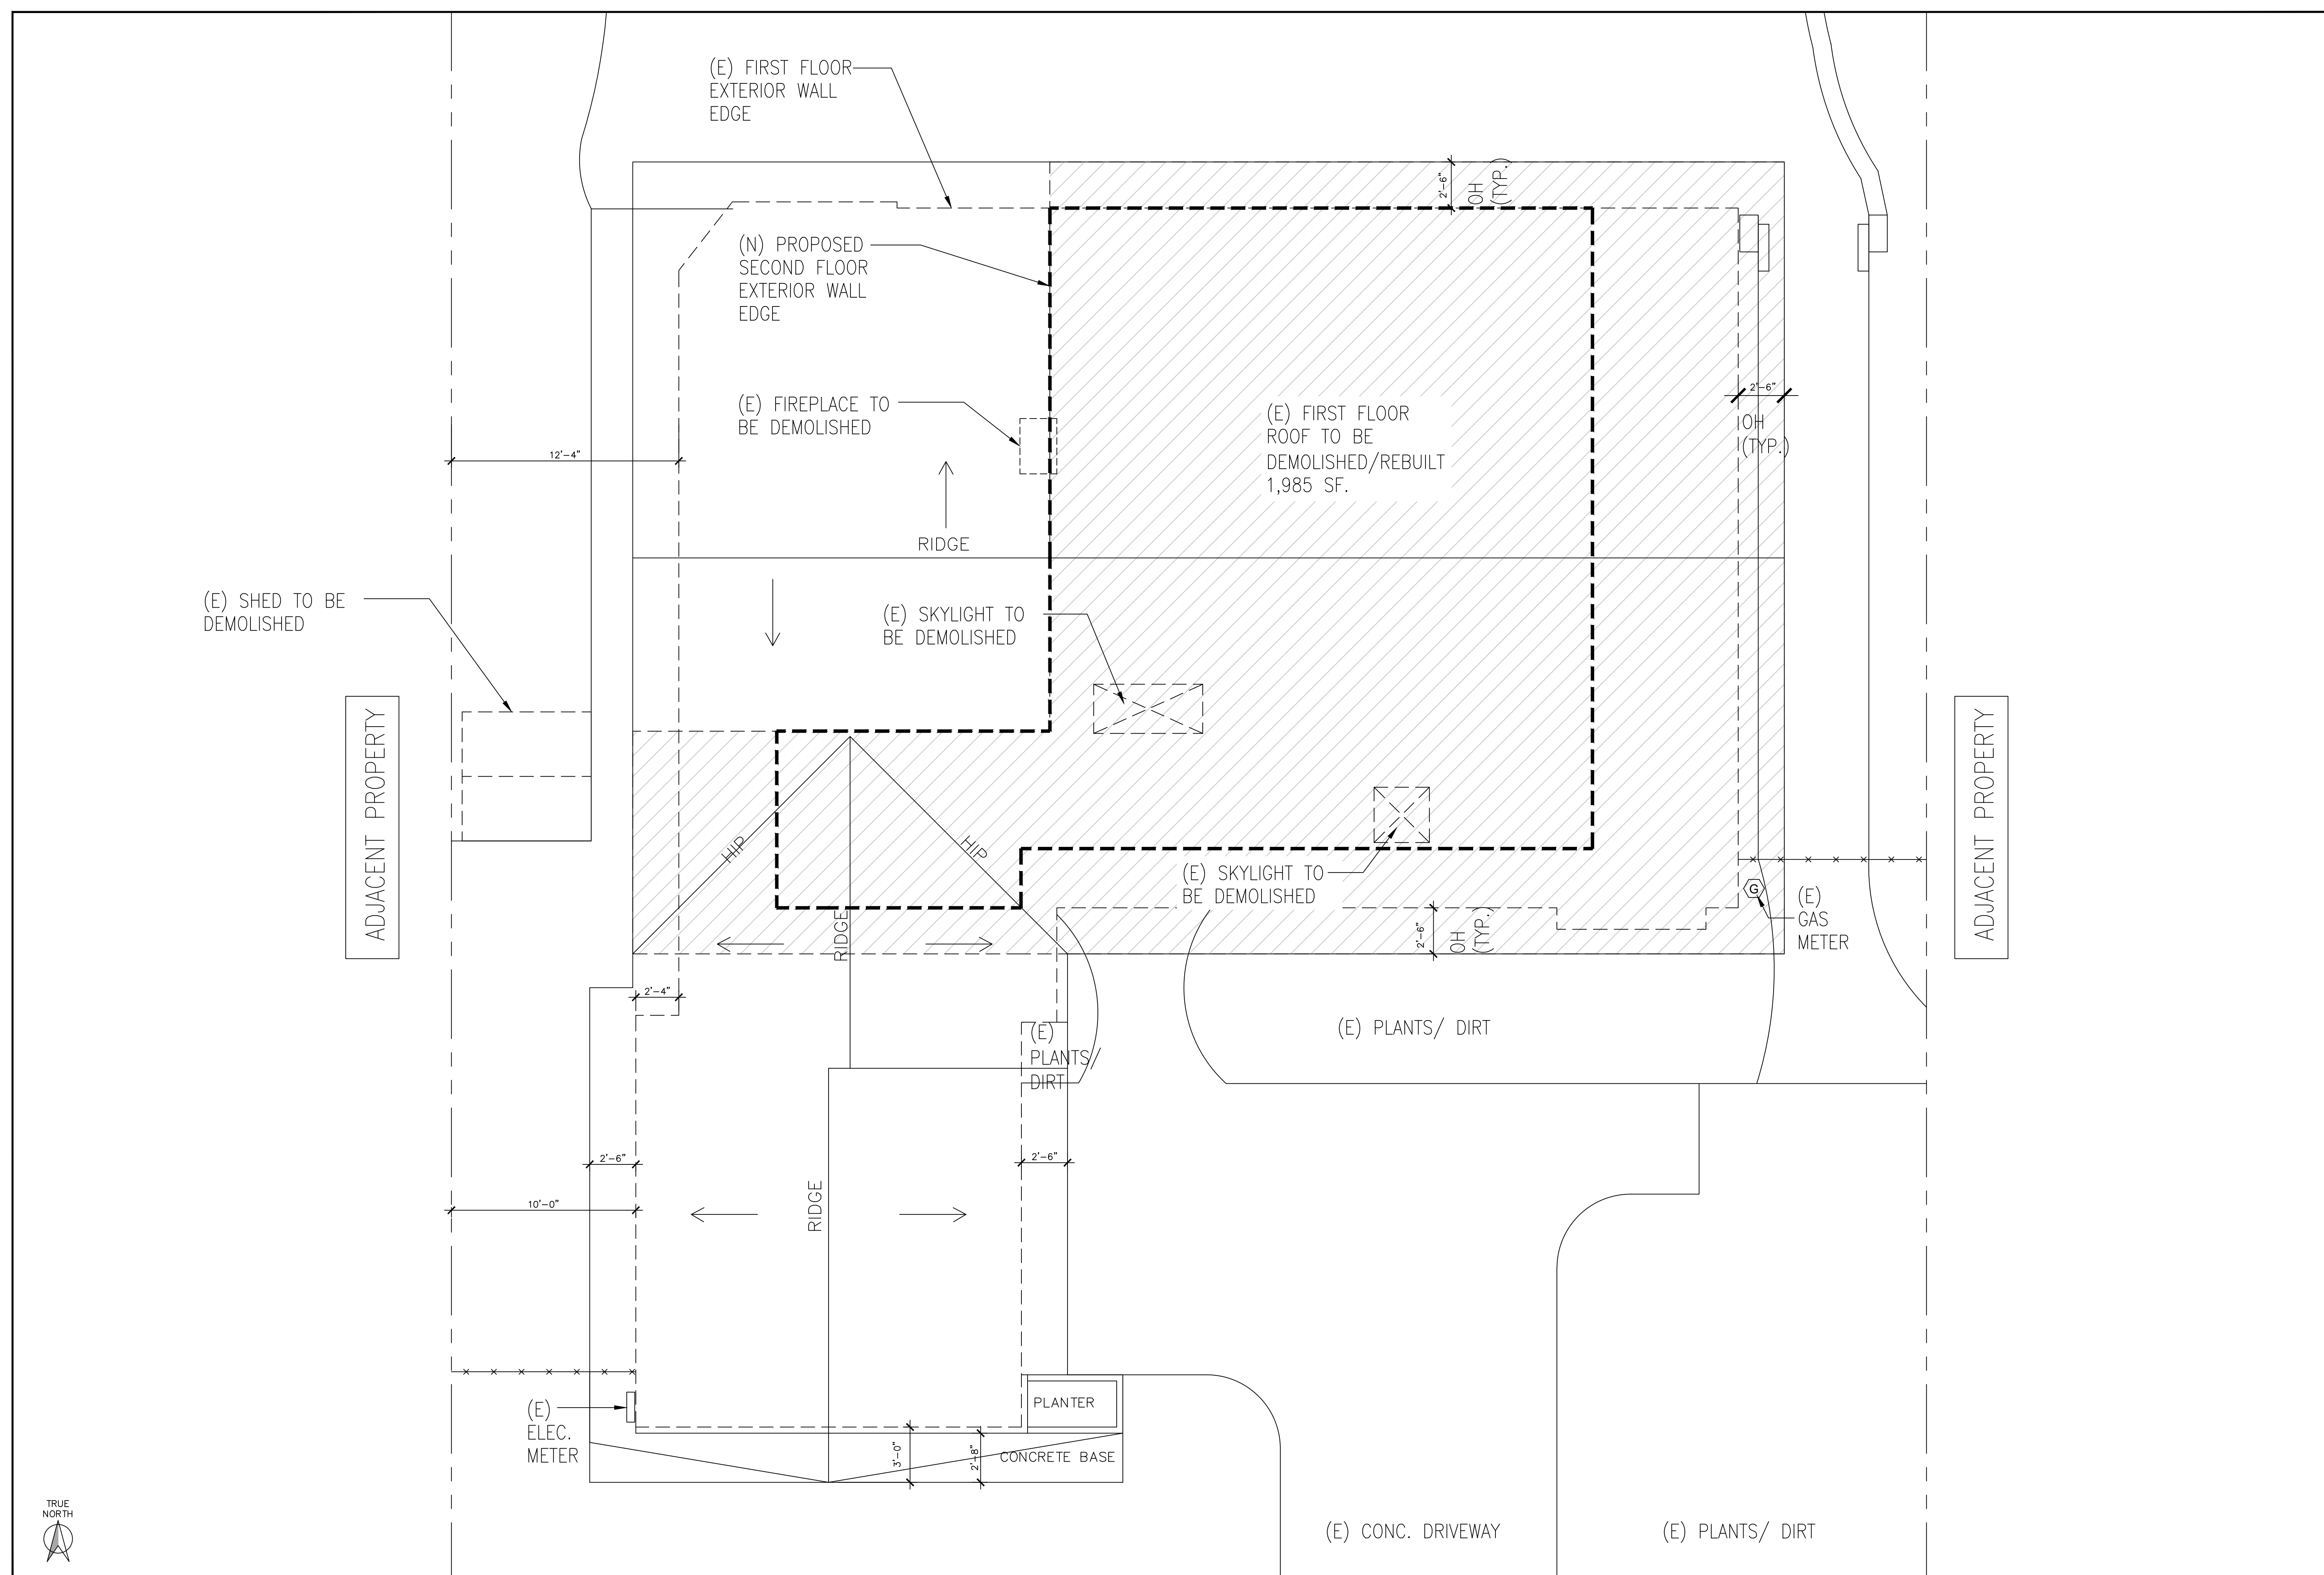 (E) FIRST FLOOR
EXTERIOR WALL
EDGE
2'-6"
OH
(TYP.)
(N) PROPOSED
SECOND FLOOR
EXTERIOR WALL
EDGE
2'-6"
OH
(TYP.)
(E) FIREPLACE TO
BE DEMOLISHED
(E) FIRST FLOOR
ROOF TO BE
DEMOLISHED/REBUILT
1,985 SF.
12'-4"
RIDGE
(E) SHED TO BE
DEMOLISHED
(E) SKYLIGHT TO
BE DEMOLISHED
ADJACENT PROPERTY
ADJACENT PROPERTY
HIP
HIP
(E) SKYLIGHT TO
BE DEMOLISHED
G
(E)
GAS
METER
RIDGE
2'-6"
OH
(TYP.)
2'-4"
(E)
PLANTS/
DIRT
(E) PLANTS/ DIRT
2'-6"
2'-6"
10'-0"
RIDGE
PLANTER
(E)
ELEC.
METER
3'-0"
2'-8"
CONCRETE BASE
TRUE
NORTH
(E) CONC. DRIVEWAY
(E) PLANTS/ DIRT